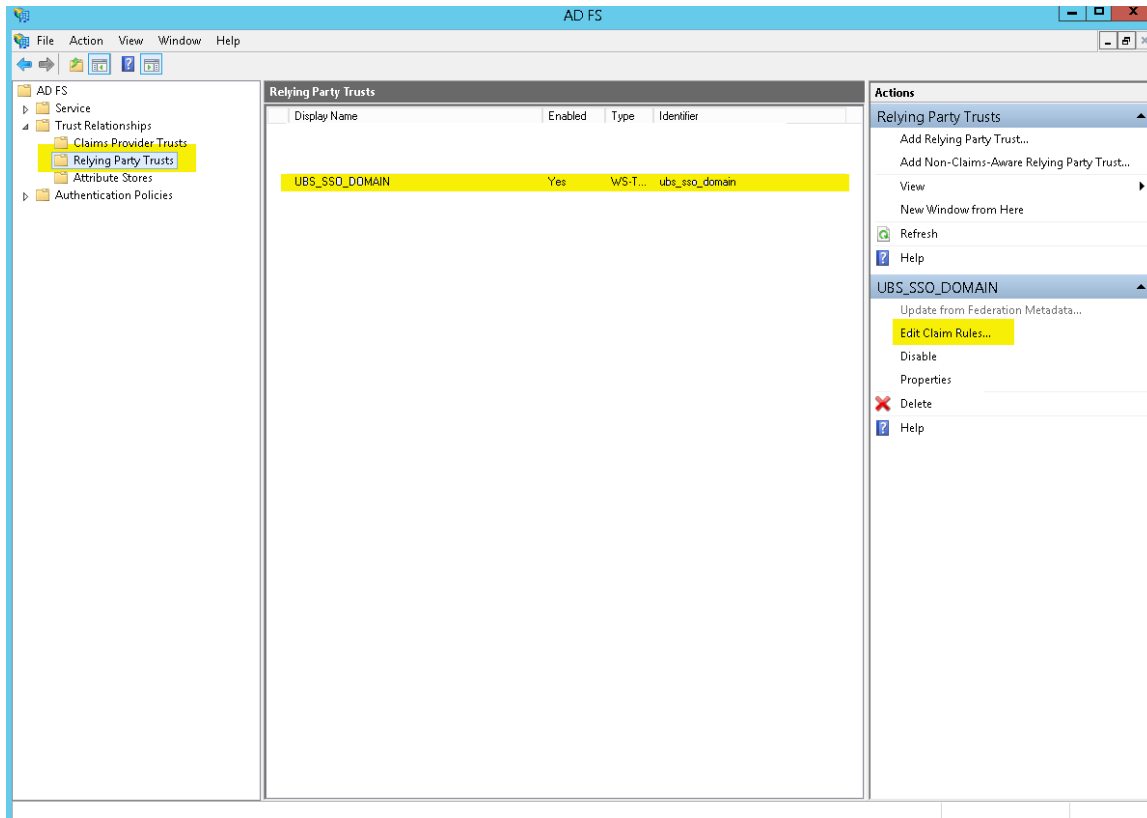 AD FS
File Action View Window Help
AD FS
Service
Trust Relationships
Claims Provider Trusts
Relying Party Trusts
Attribute Stores
Authentication Policies
Relying Party Trusts
Display Name Enabled Type Identifier
UBS_SSO_DOMAIN Yes WS-T... ubs_sso_domain
Actions
Relying Party Trusts
Add Relying Party Trust...
Add Non-Claims-Aware Relying Party Trust...
View
New Window from Here
Refresh
Help
UBS_SSO_DOMAIN
Update from Federation Metadata...
Edit Claim Rules...
Disable
Properties
Delete
Help